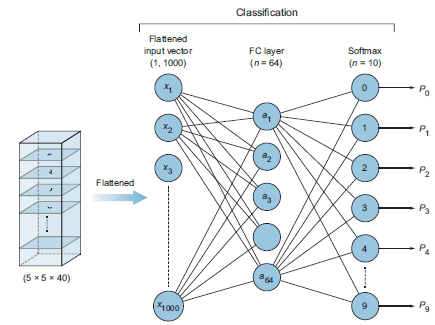 Classification
Flattened
input vector
(1, 1000)
FC layer
(n = 64)
Softmax
(n = 10)
x1
x2
x3
x1000
a1
a2
a3
a64
0
1
2
3
4
9
P0
P1
P2
P3
P4
P9
Flattened
(5 × 5 × 40)